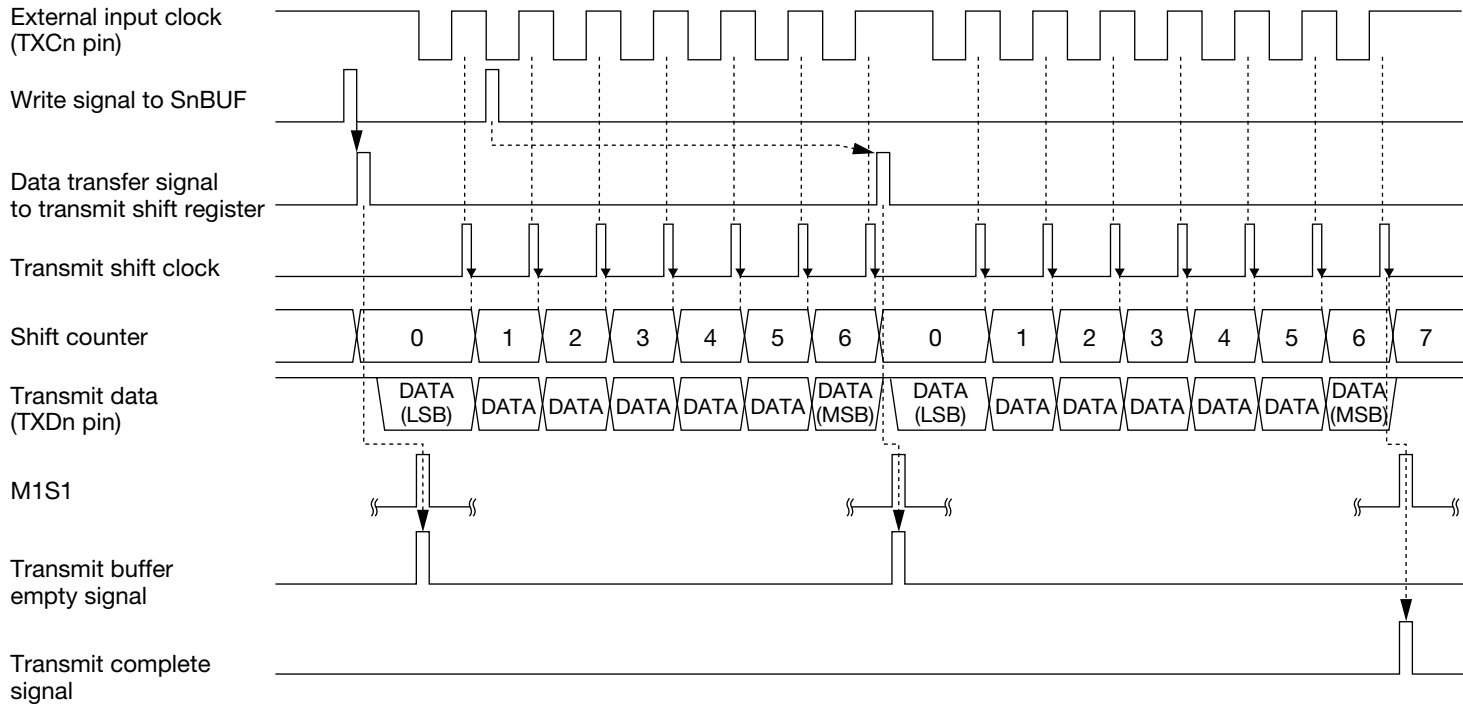 External input clock
(TXCn pin)
Write signal to SnBUF
Data transfer signal
to transmit shift register
Transmit shift clock
Shift counter
0 1 2 3 4 5 6 0 1 2 3 4 5 6 7
Transmit data
(TXDn pin)
DATA
(LSB)
DATA DATA DATA DATA DATA
DATA
(MSB)
DATA
(LSB)
DATA DATA DATA DATA DATA
DATA
(MSB)
M1S1
Transmit buffer
empty signal
Transmit complete
signal